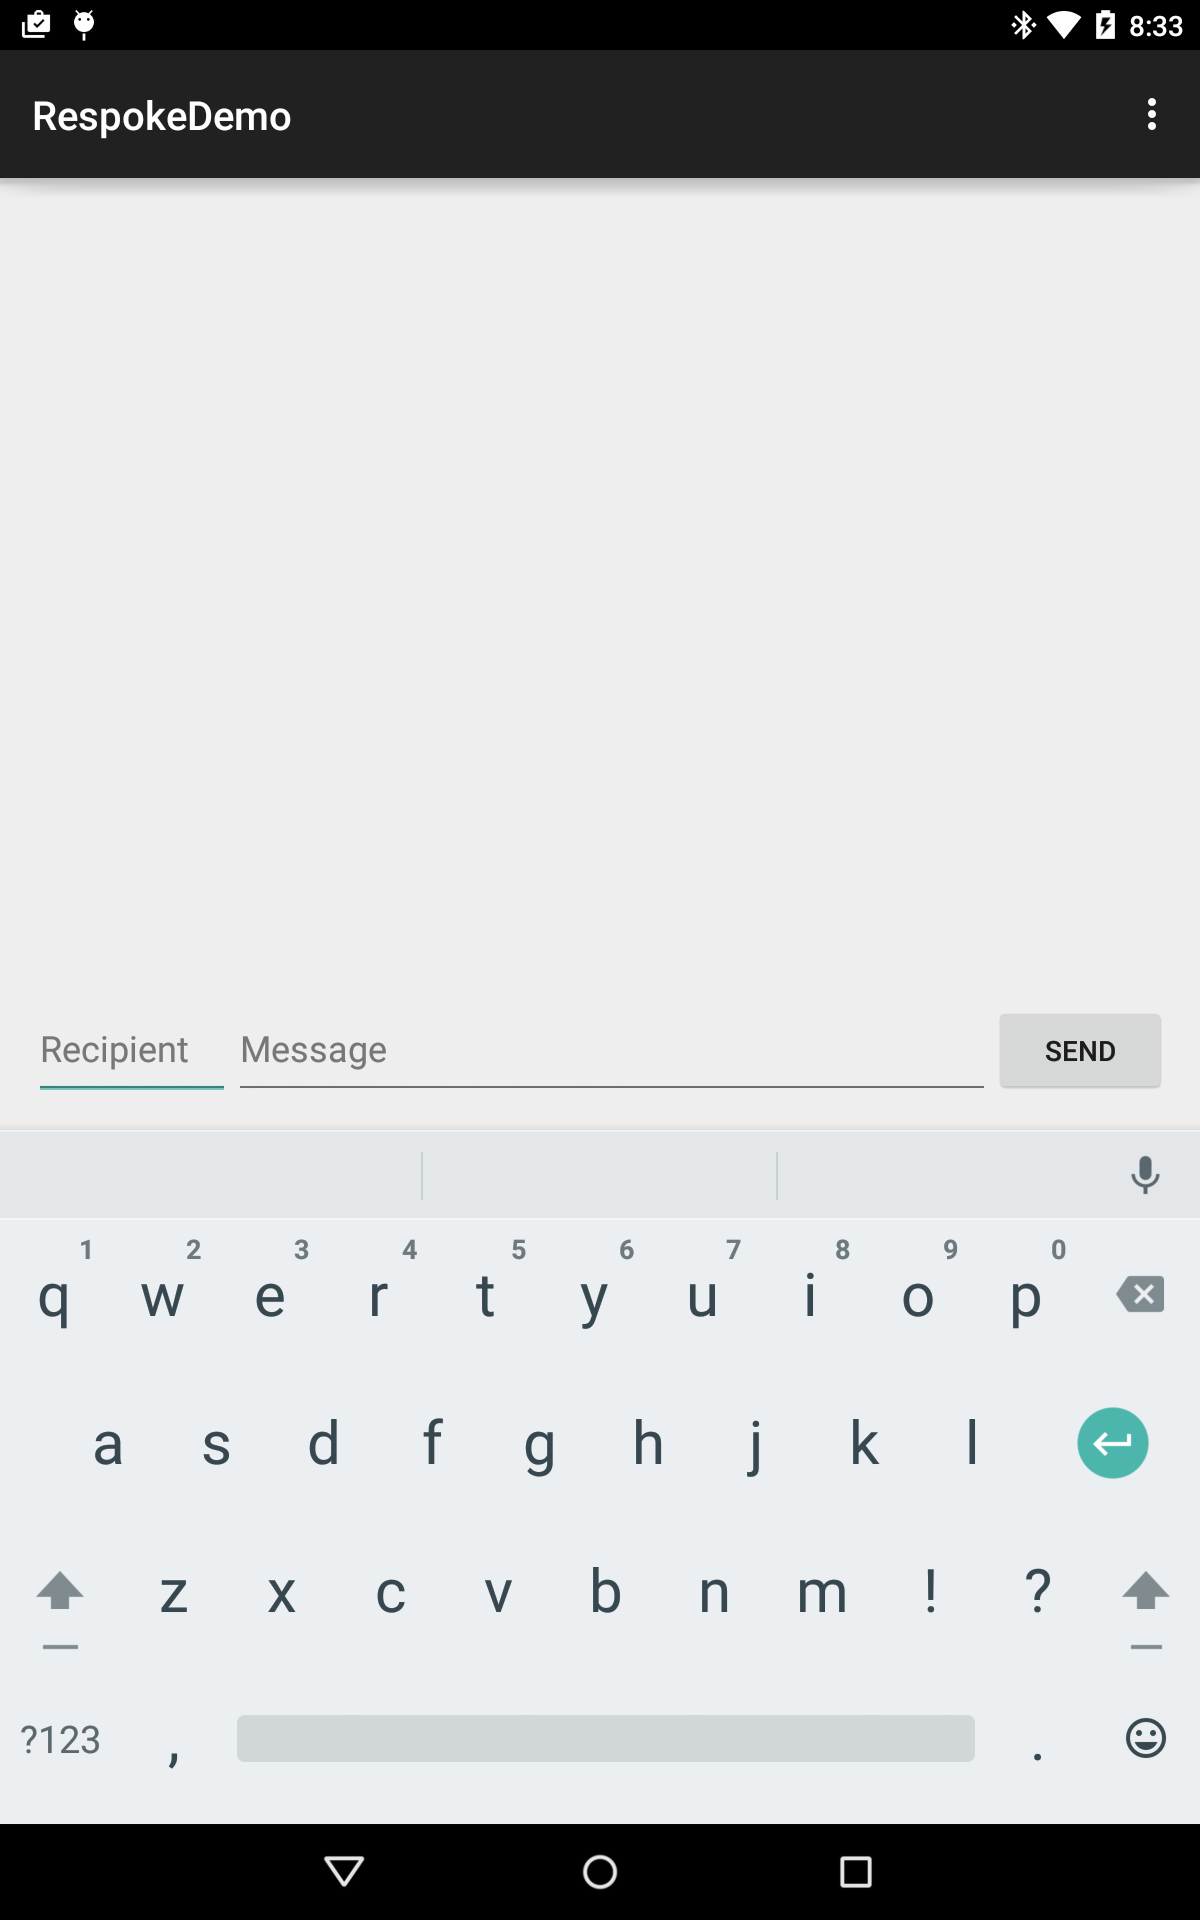 8:33
RespokeDemo
Recipient Message SEND
1 2 3 4 5 6 7 8 9 0
q w e r t y u i o p
a s d f g h j k l
z x c v b n m ! ?
?123 , .